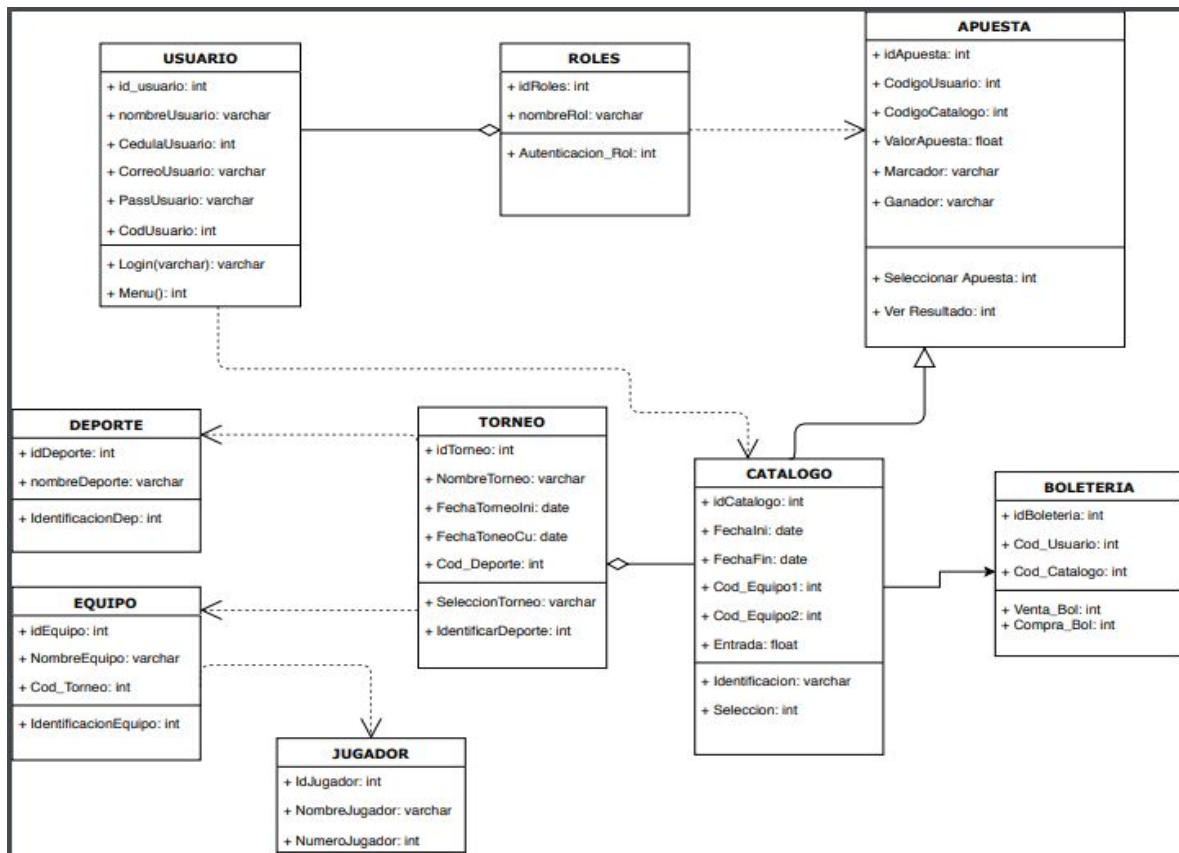 USUARIO
+ id_usuario: int
+ nombreUsuario: varchar
+ CedulaUsuario: int
+ CorreoUsuario: varchar
+ PassUsuario: varchar
+ CodUsuario: int
+ Login(varchar): varchar
+ Menu(): int
ROLES
+ idRoles: int
+ nombreRol: varchar
+ Autenticacion_Rol: int
APUESTA
+ idApuesta: int
+ CodigoUsuario: int
+ CodigoCatalogo: int
+ ValorApuesta: float
+ Marcador: varchar
+ Ganador: varchar
+ Seleccionar Apuesta: int
+ Ver Resultado: int
DEPORTE
+ idDeporte: int
+ nombreDeporte: varchar
+ IdentificacionDep: int
TORNEO
+ idTorneo: int
+ NombreTorneo: varchar
+ FechaTorneoIni: date
+ FechaToneoCu: date
+ Cod_Deporte: int
+ SeleccionTorneo: varchar
+ IdentificarDeporte: int
CATALOGO
+ idCatalogo: int
+ FechaIni: date
+ FechaFin: date
+ Cod_Equipo1: int
+ Cod_Equipo2: int
+ Entrada: float
+ Identificacion: varchar
+ Seleccion: int
BOLETERIA
+ idBoleteria: int
+ Cod_Usuario: int
+ Cod_Catalogo: int
+ Venta_Bol: int
+ Compra_Bol: int
EQUIPO
+ idEquipo: int
+ NombreEquipo: varchar
+ Cod_Torneo: int
+ IdentificacionEquipo: int
JUGADOR
+ IdJugador: int
+ NombreJugador: varchar
+ NumeroJugador: int